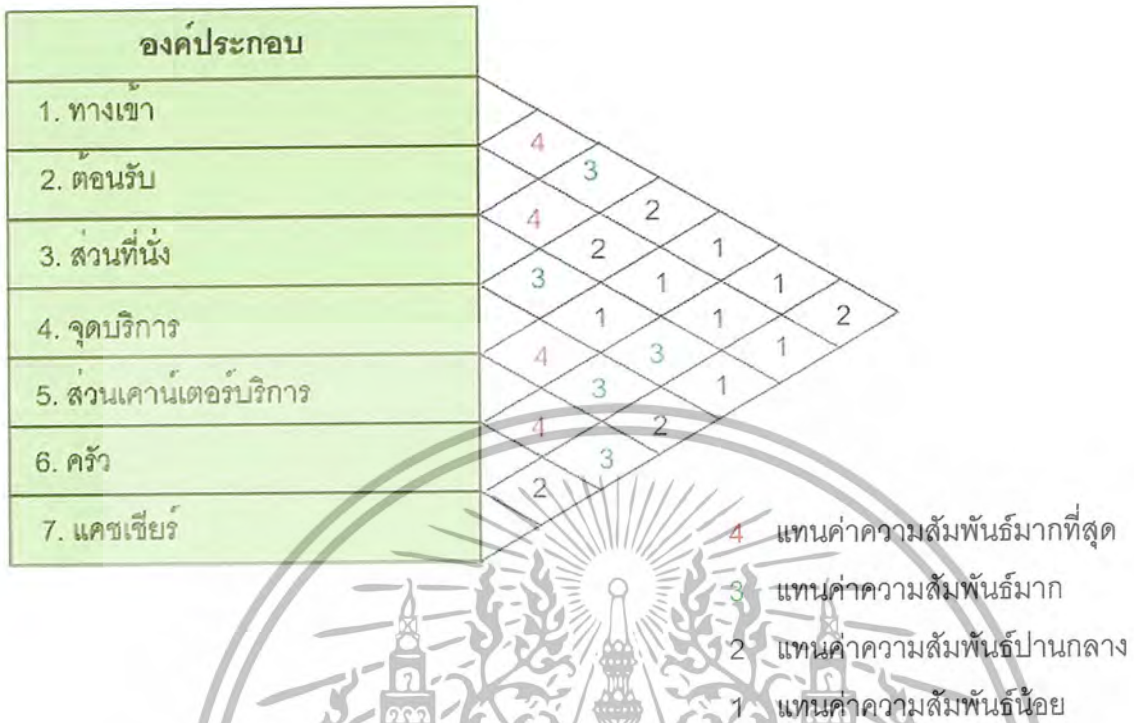 องค์ประกอบ
1. ทางเข้า
4
3
2. ต้อนรับ
4 2
3. ส่วนที่นั่ง
2 1
3 1 1
4. จุดบริการ
1 1 2
4 3 1
5. ส่วนเคาน์เตอร์บริการ
3 1
4 2
6. ครัว
3
2
7. แคชเชียร์
4 แทนค่าความสัมพันธ์มากที่สุด
3 แทนค่าความสัมพันธ์มาก
2 แทนค่าความสัมพันธ์ปานกลาง
1 แทนค่าความสัมพันธ์น้อย